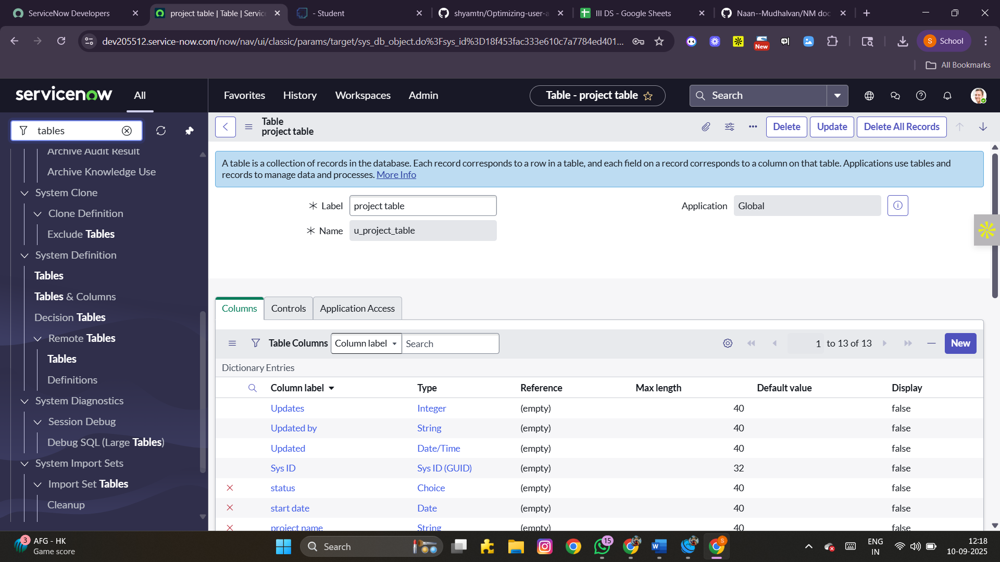 ServiceNow Developers
project table | Table | Service
- Student
shyamtn/Optimizing-user-a
III DS - Google Sheets
Naan--Mudhalvan/NM doc
dev205512.service-now.com/now/nav/ui/classic/params/target/sys_db_object.do%3Fsys_id%3D18f453fac333e610c7a7784ed401...
New
S
School
All Bookmarks
servicenow
All
Favorites
History
Workspaces
Admin
Table - project table
Search
tables
Archive Audit Result
Archive Knowledge Use
System Clone
Clone Definition
Exclude Tables
System Definition
Tables
Tables & Columns
Decision Tables
Remote Tables
Tables
Definitions
System Diagnostics
Session Debug
Debug SQL (Large Tables)
System Import Sets
Import Set Tables
Cleanup
Table
project table
Delete
Update
Delete All Records
A table is a collection of records in the database. Each record corresponds to a row in a table, and each field on a record corresponds to a column on that table. Applications use tables and
records to manage data and processes. More Info
Label
project table
Application
Global
Name
u_project_table
Columns
Controls
Application Access
Table Columns
Column label
Search
1 to 13 of 13
New
Dictionary Entries
Column label Type Reference Max length Default value Display
Updates Integer (empty) 40 false
Updated by String (empty) 40 false
Updated Date/Time (empty) 40 false
Sys ID Sys ID (GUID) (empty) 32 false
status Choice (empty) 40 false
start date Date (empty) 40 false
project name String (empty) 40 false
3
AFG - HK
Game score
Search
15
S
ENG
IN
12:18
10-09-2025